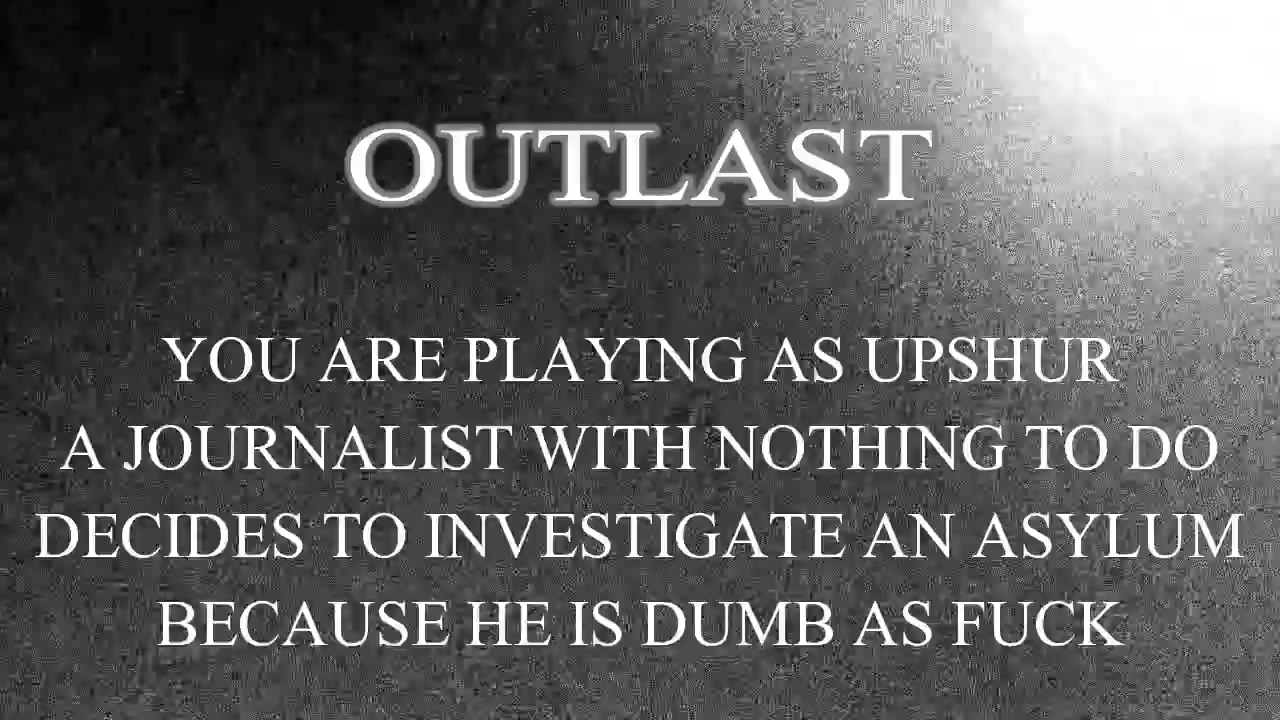 OUTLAST
YOU ARE PLAYING AS UPSHUR
A JOURNALIST WITH NOTHING TO DO
DECIDES TO INVESTIGATE AN ASYLUM
BECAUSE HE IS DUMB AS FUCK